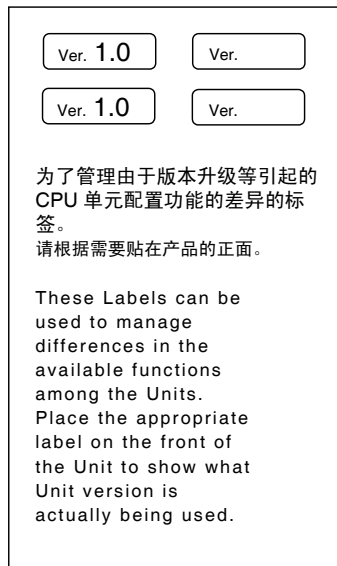 Ver. 1.0 Ver.
Ver. 1.0 Ver.
为了管理由于版本升级等引起的
CPU 单元配置功能的差异的标
签。
请根据需要贴在产品的正面。
These Labels can be
used to manage
differences in the
available functions
among the Units.
Place the appropriate
label on the front of
the Unit to show what
Unit version is
actually being used.